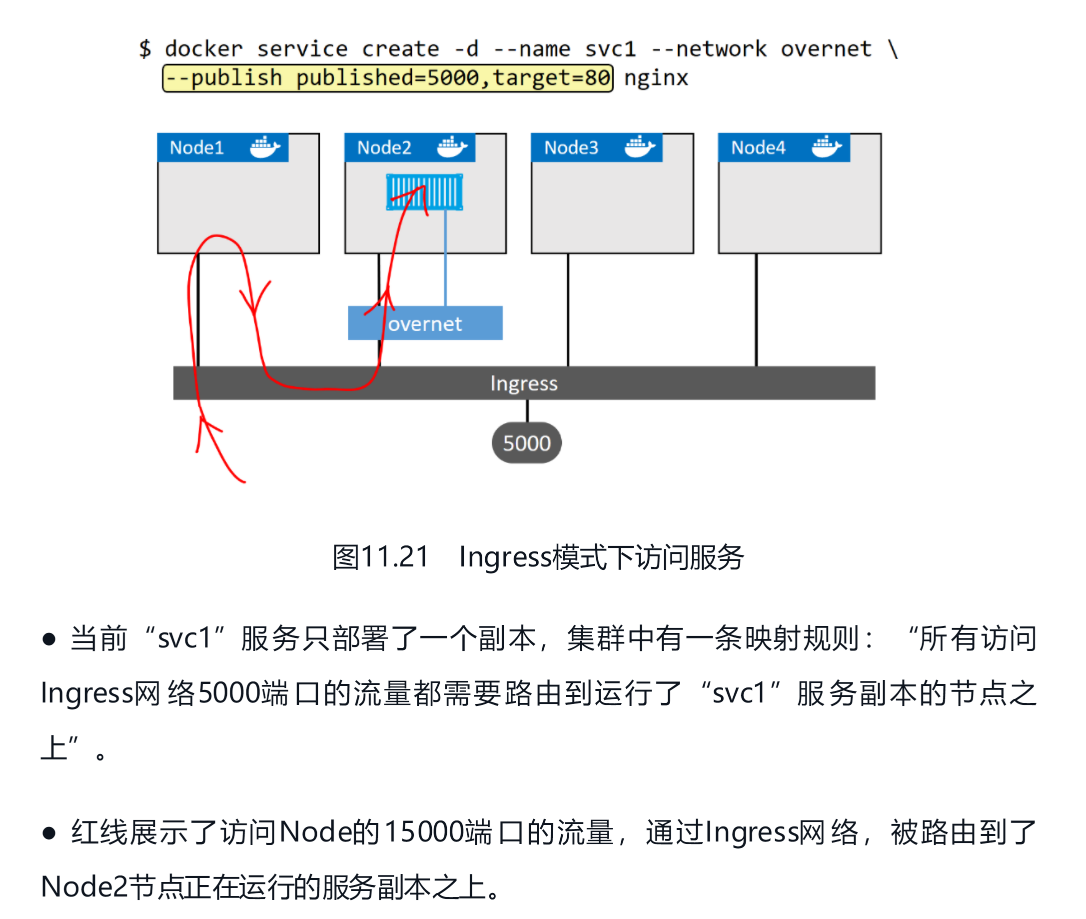 $ docker service create -d --name svc1 --network overnet \
--publish published=5000,target=80 nginx
Node1
Node2
Node3
Node4
overnet
Ingress
5000
图11.21 Ingress模式下访问服务
● 当前“svc1”服务只部署了一个副本，集群中有一条映射规则：“所有访问
Ingress网络5000端口的流量都需要路由到运行了“svc1”服务副本的节点之
上”。
● 红线展示了访问Node的15000端口的流量，通过Ingress网络，被路由到了
Node2节点正在运行的服务副本之上。